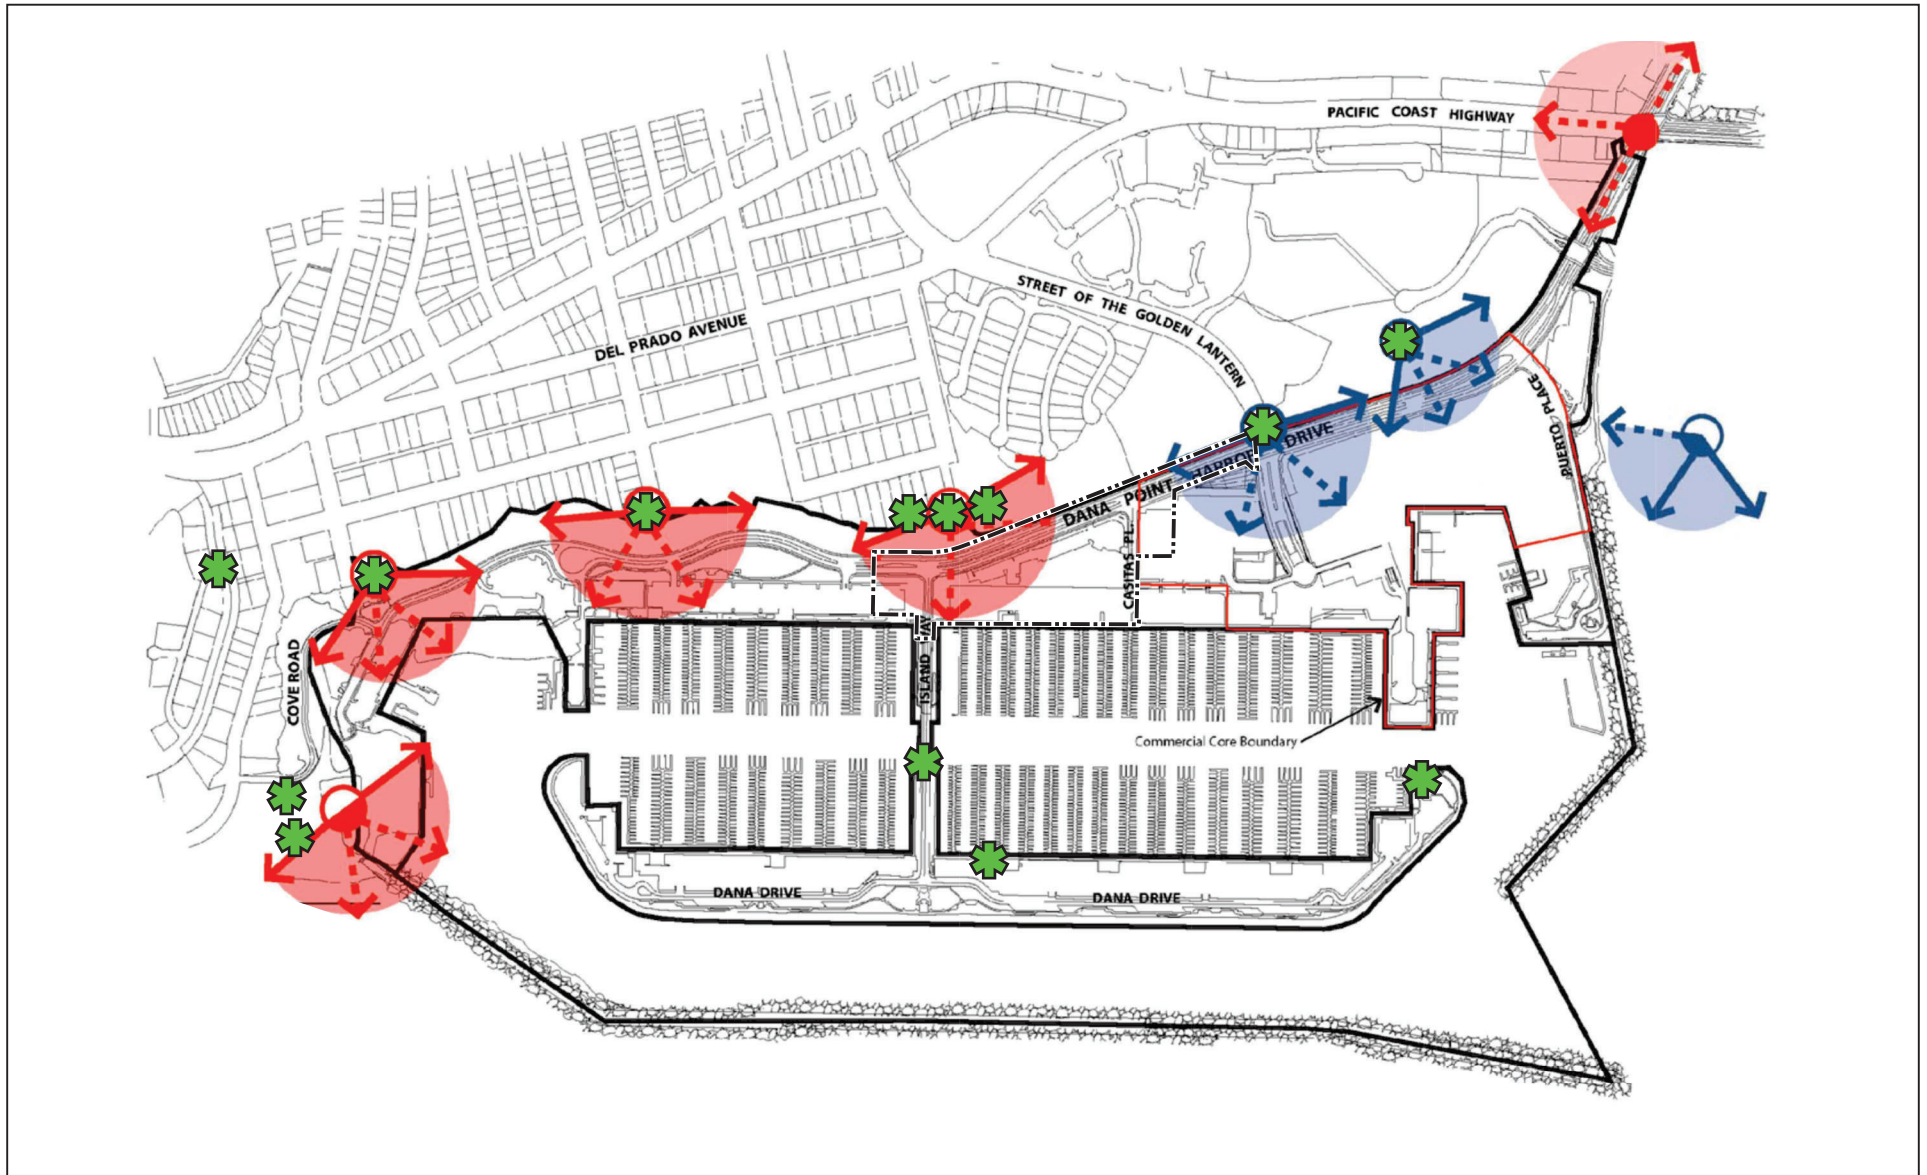 PACIFIC COAST HIGHWAY
STREET OF THE GOLDEN LANTERN
DEL PRADO AVENUE
PUERTO PLACE
DANA POINT HARBOR DRIVE
CASITAS PL.
COVE ROAD
ISLAND
Commercial Core Boundary
DANA DRIVE
DANA DRIVE